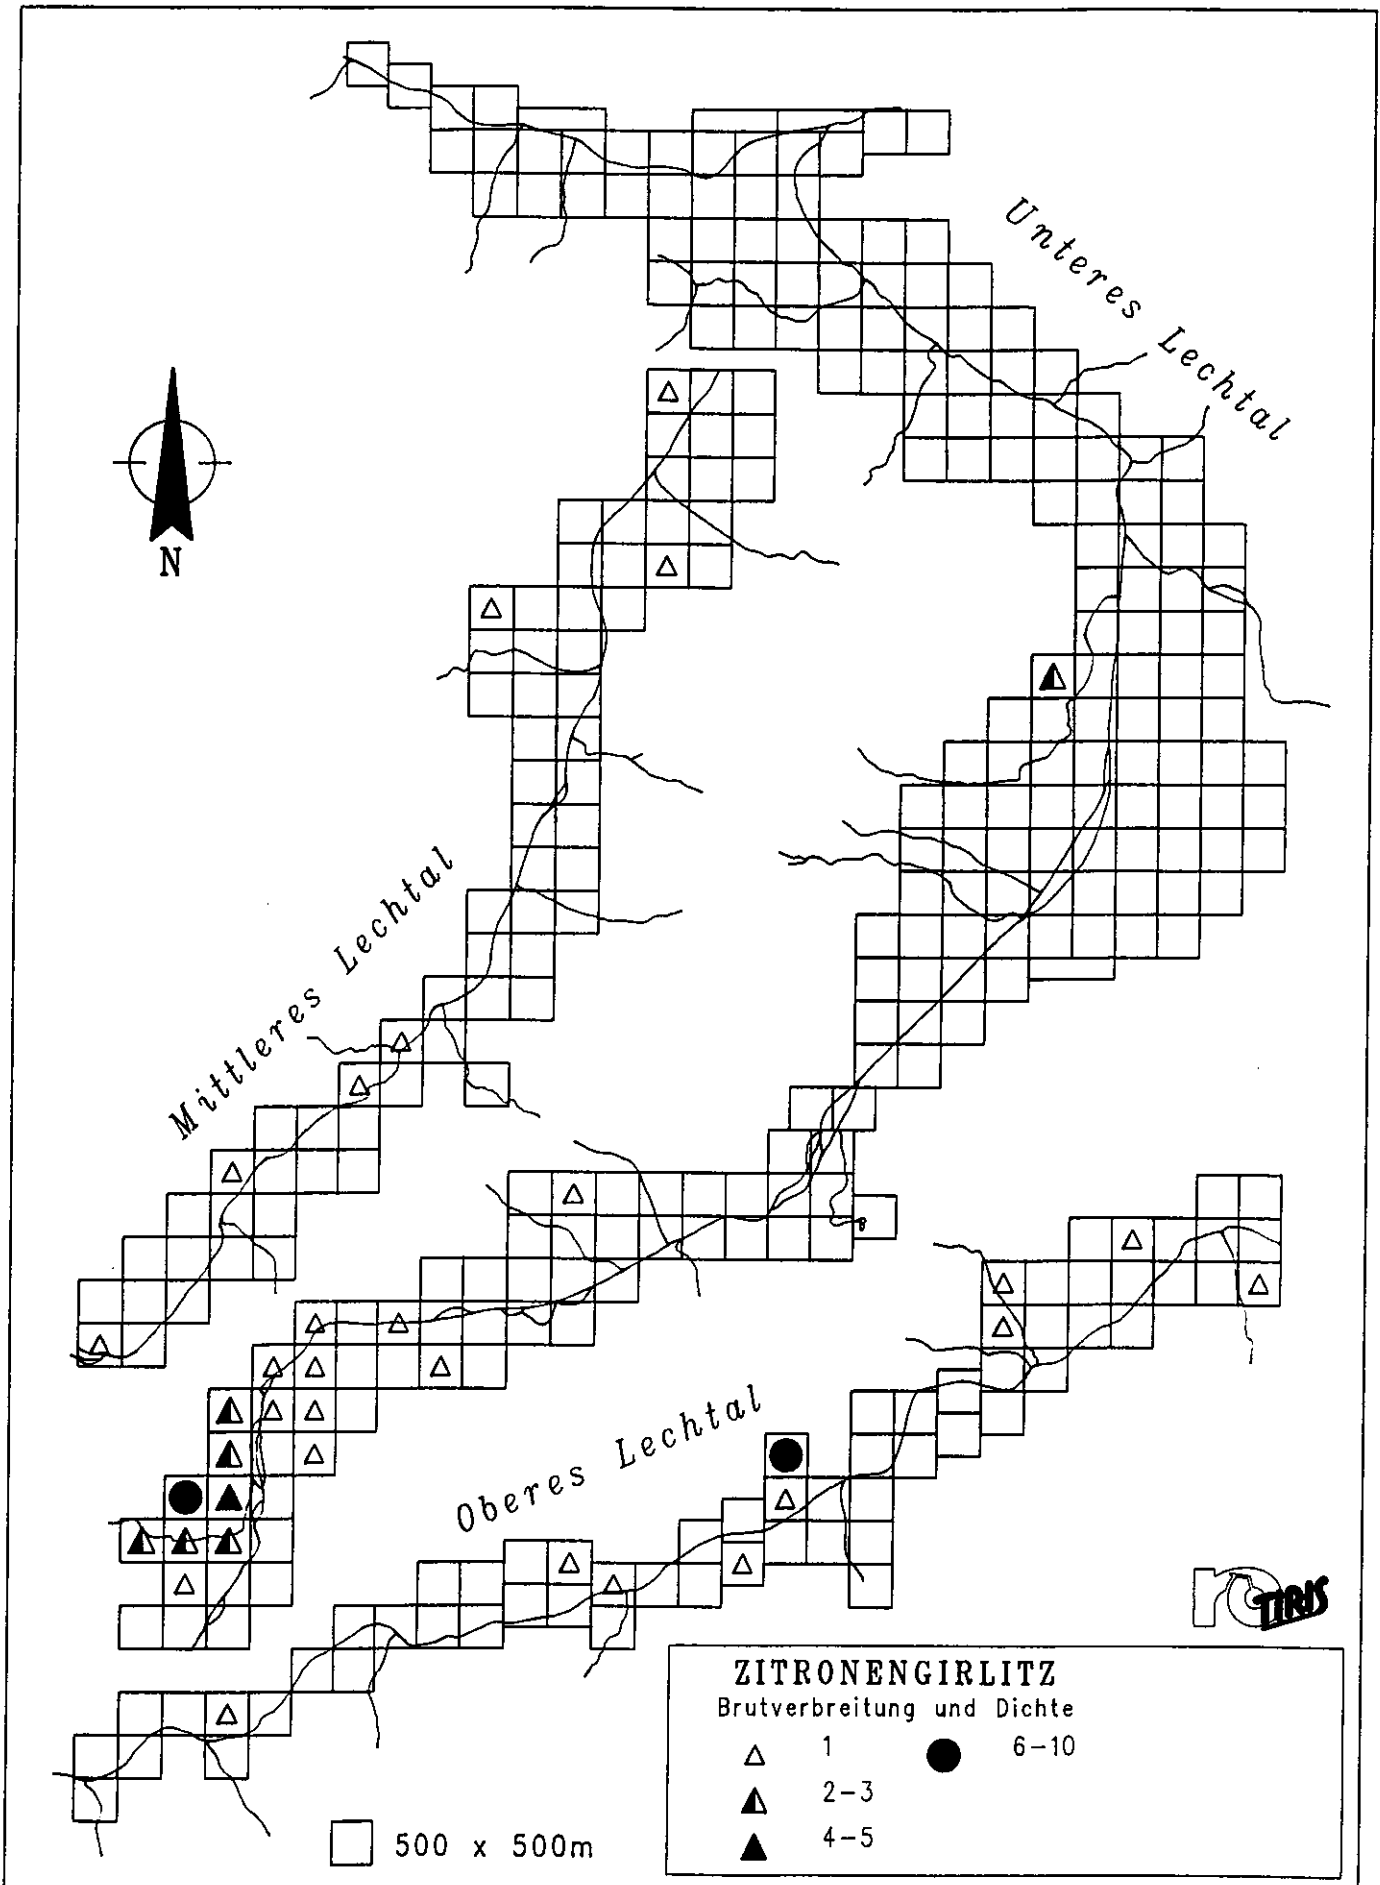 Unteres Lechtal
N
Mittleres Lechtal
Oberes Lechtal
TIRIS
ZITRONENGIRLITZ
Brutverbreitung und Dichte
1 6-10
2-3
4-5
500 x 500m